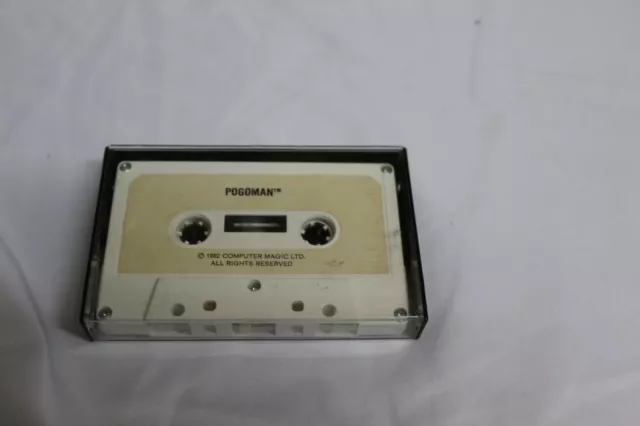 POGOMAN™
© 1982 COMPUTER MAGIC LTD.
ALL RIGHTS RESERVED